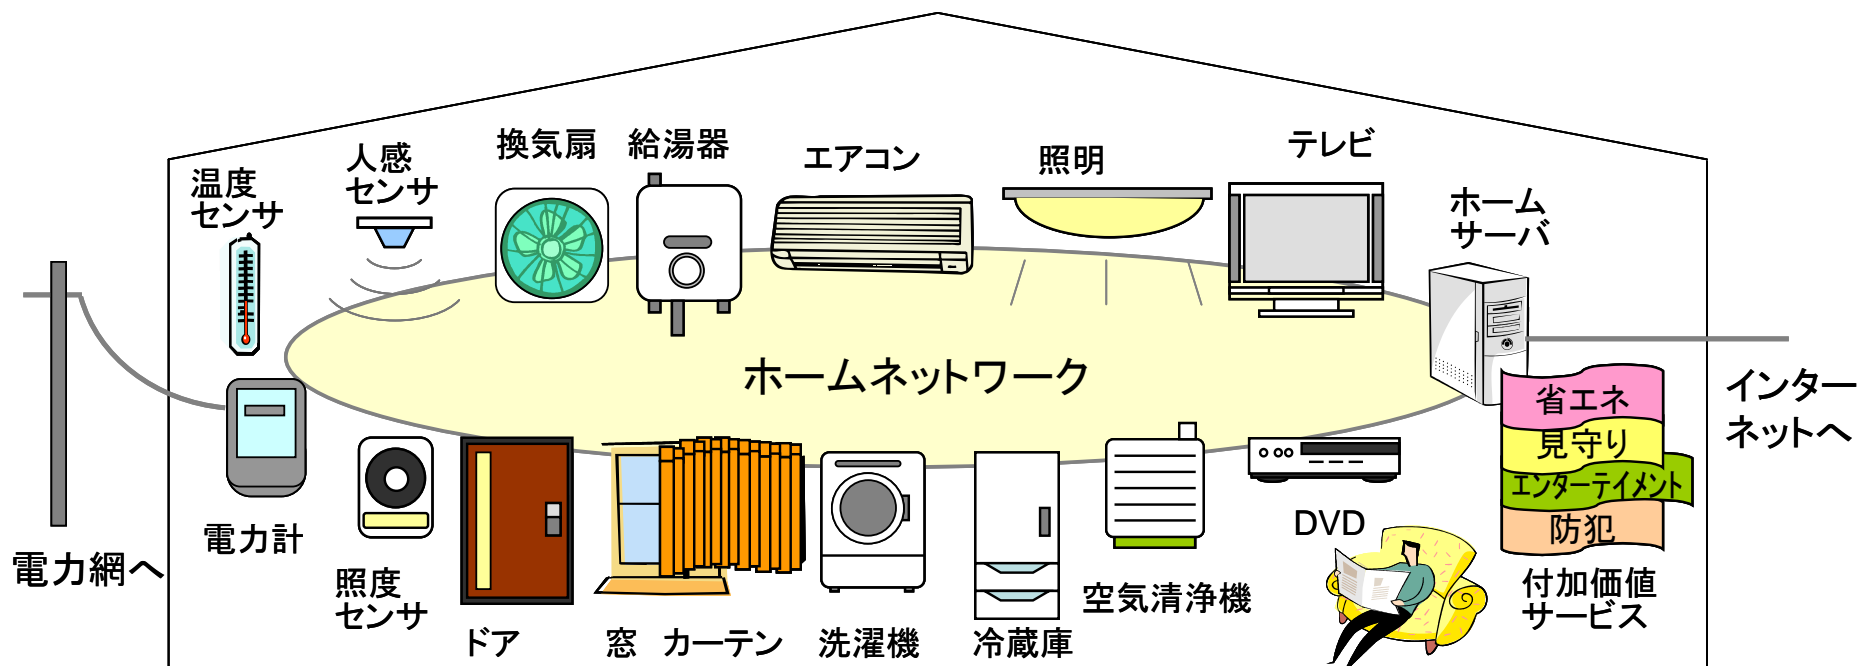 換気扇
給湯器
エアコン
照明
テレビ
人感
センサ
温度
センサ
ホーム
サーバ
ホームネットワーク
インター
ネットへ
省エネ
見守り
エンターテイメント
防犯
付加価値
サービス
電力網へ
電力計
照度
センサ
ドア
窓
カーテン
洗濯機
冷蔵庫
空気清浄機
DVD